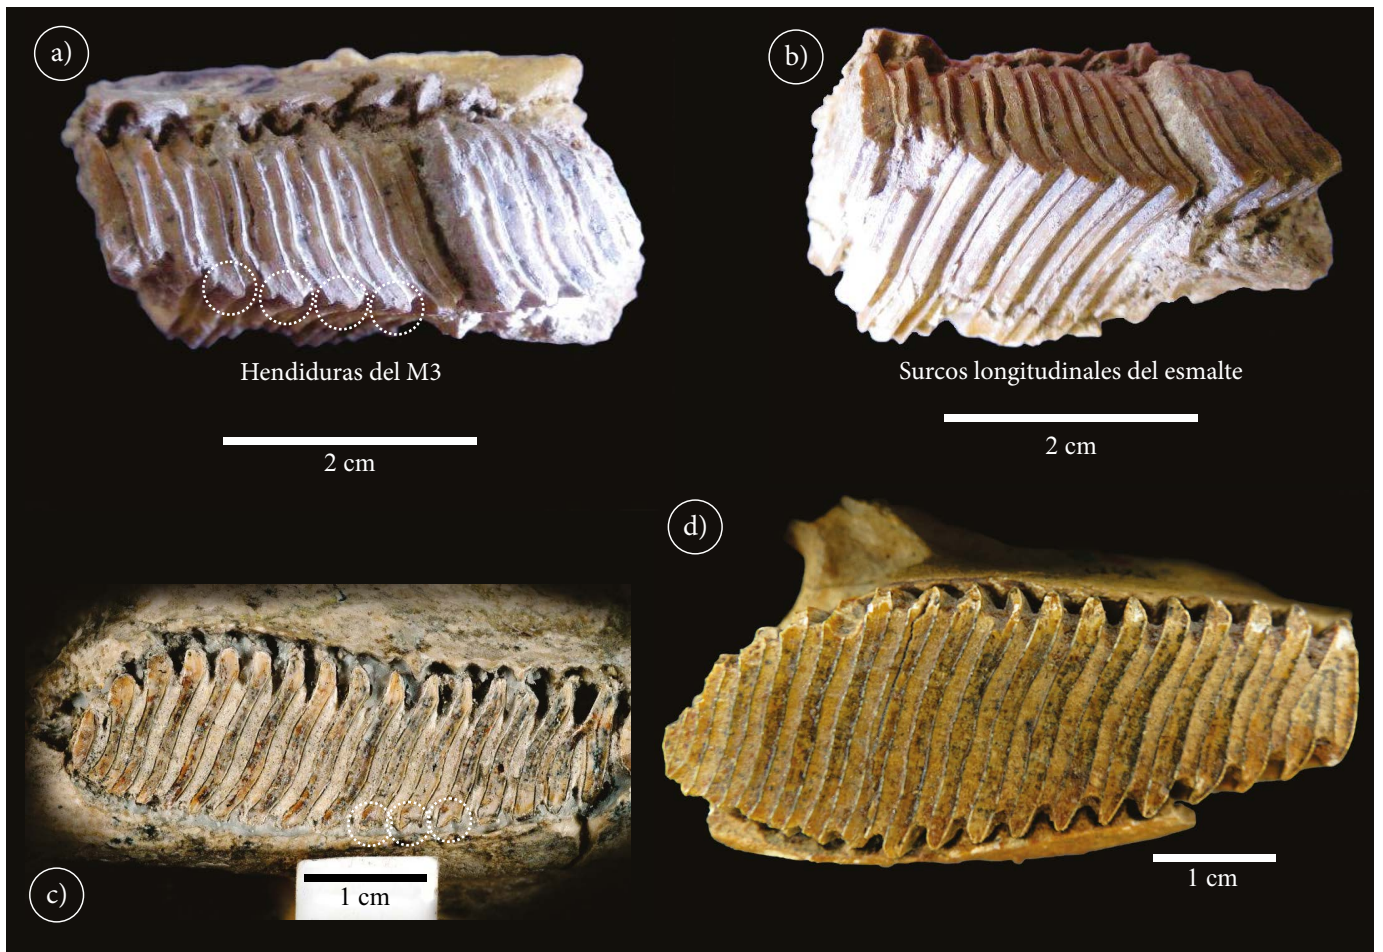 a)
b)
Hendiduras del M3
Surcos longitudinales del esmalte
2 cm
2 cm
d)
c)
1 cm
1 cm